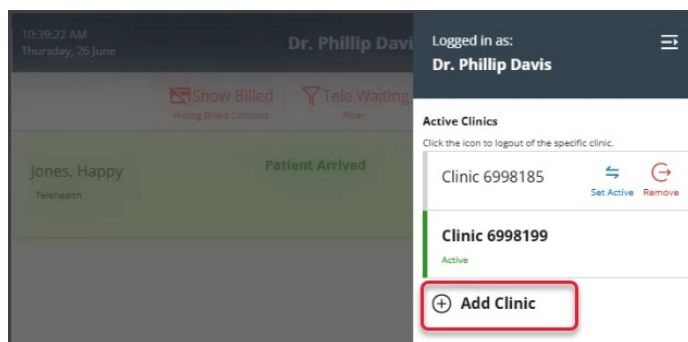 10:39:22 AM
Thursday, 26 June
Dr. Phillip Davi
Show Billed
Hiding Billed Consults
Tele Waiting
Filter
Jones, Happy
Telehealth
Patient Arrived
Logged in as:
Dr. Phillip Davis
Active Clinics
Click the icon to logout of the specific clinic.
Clinic 6998185
Set Active Remove
Clinic 6998199
Active
Add Clinic